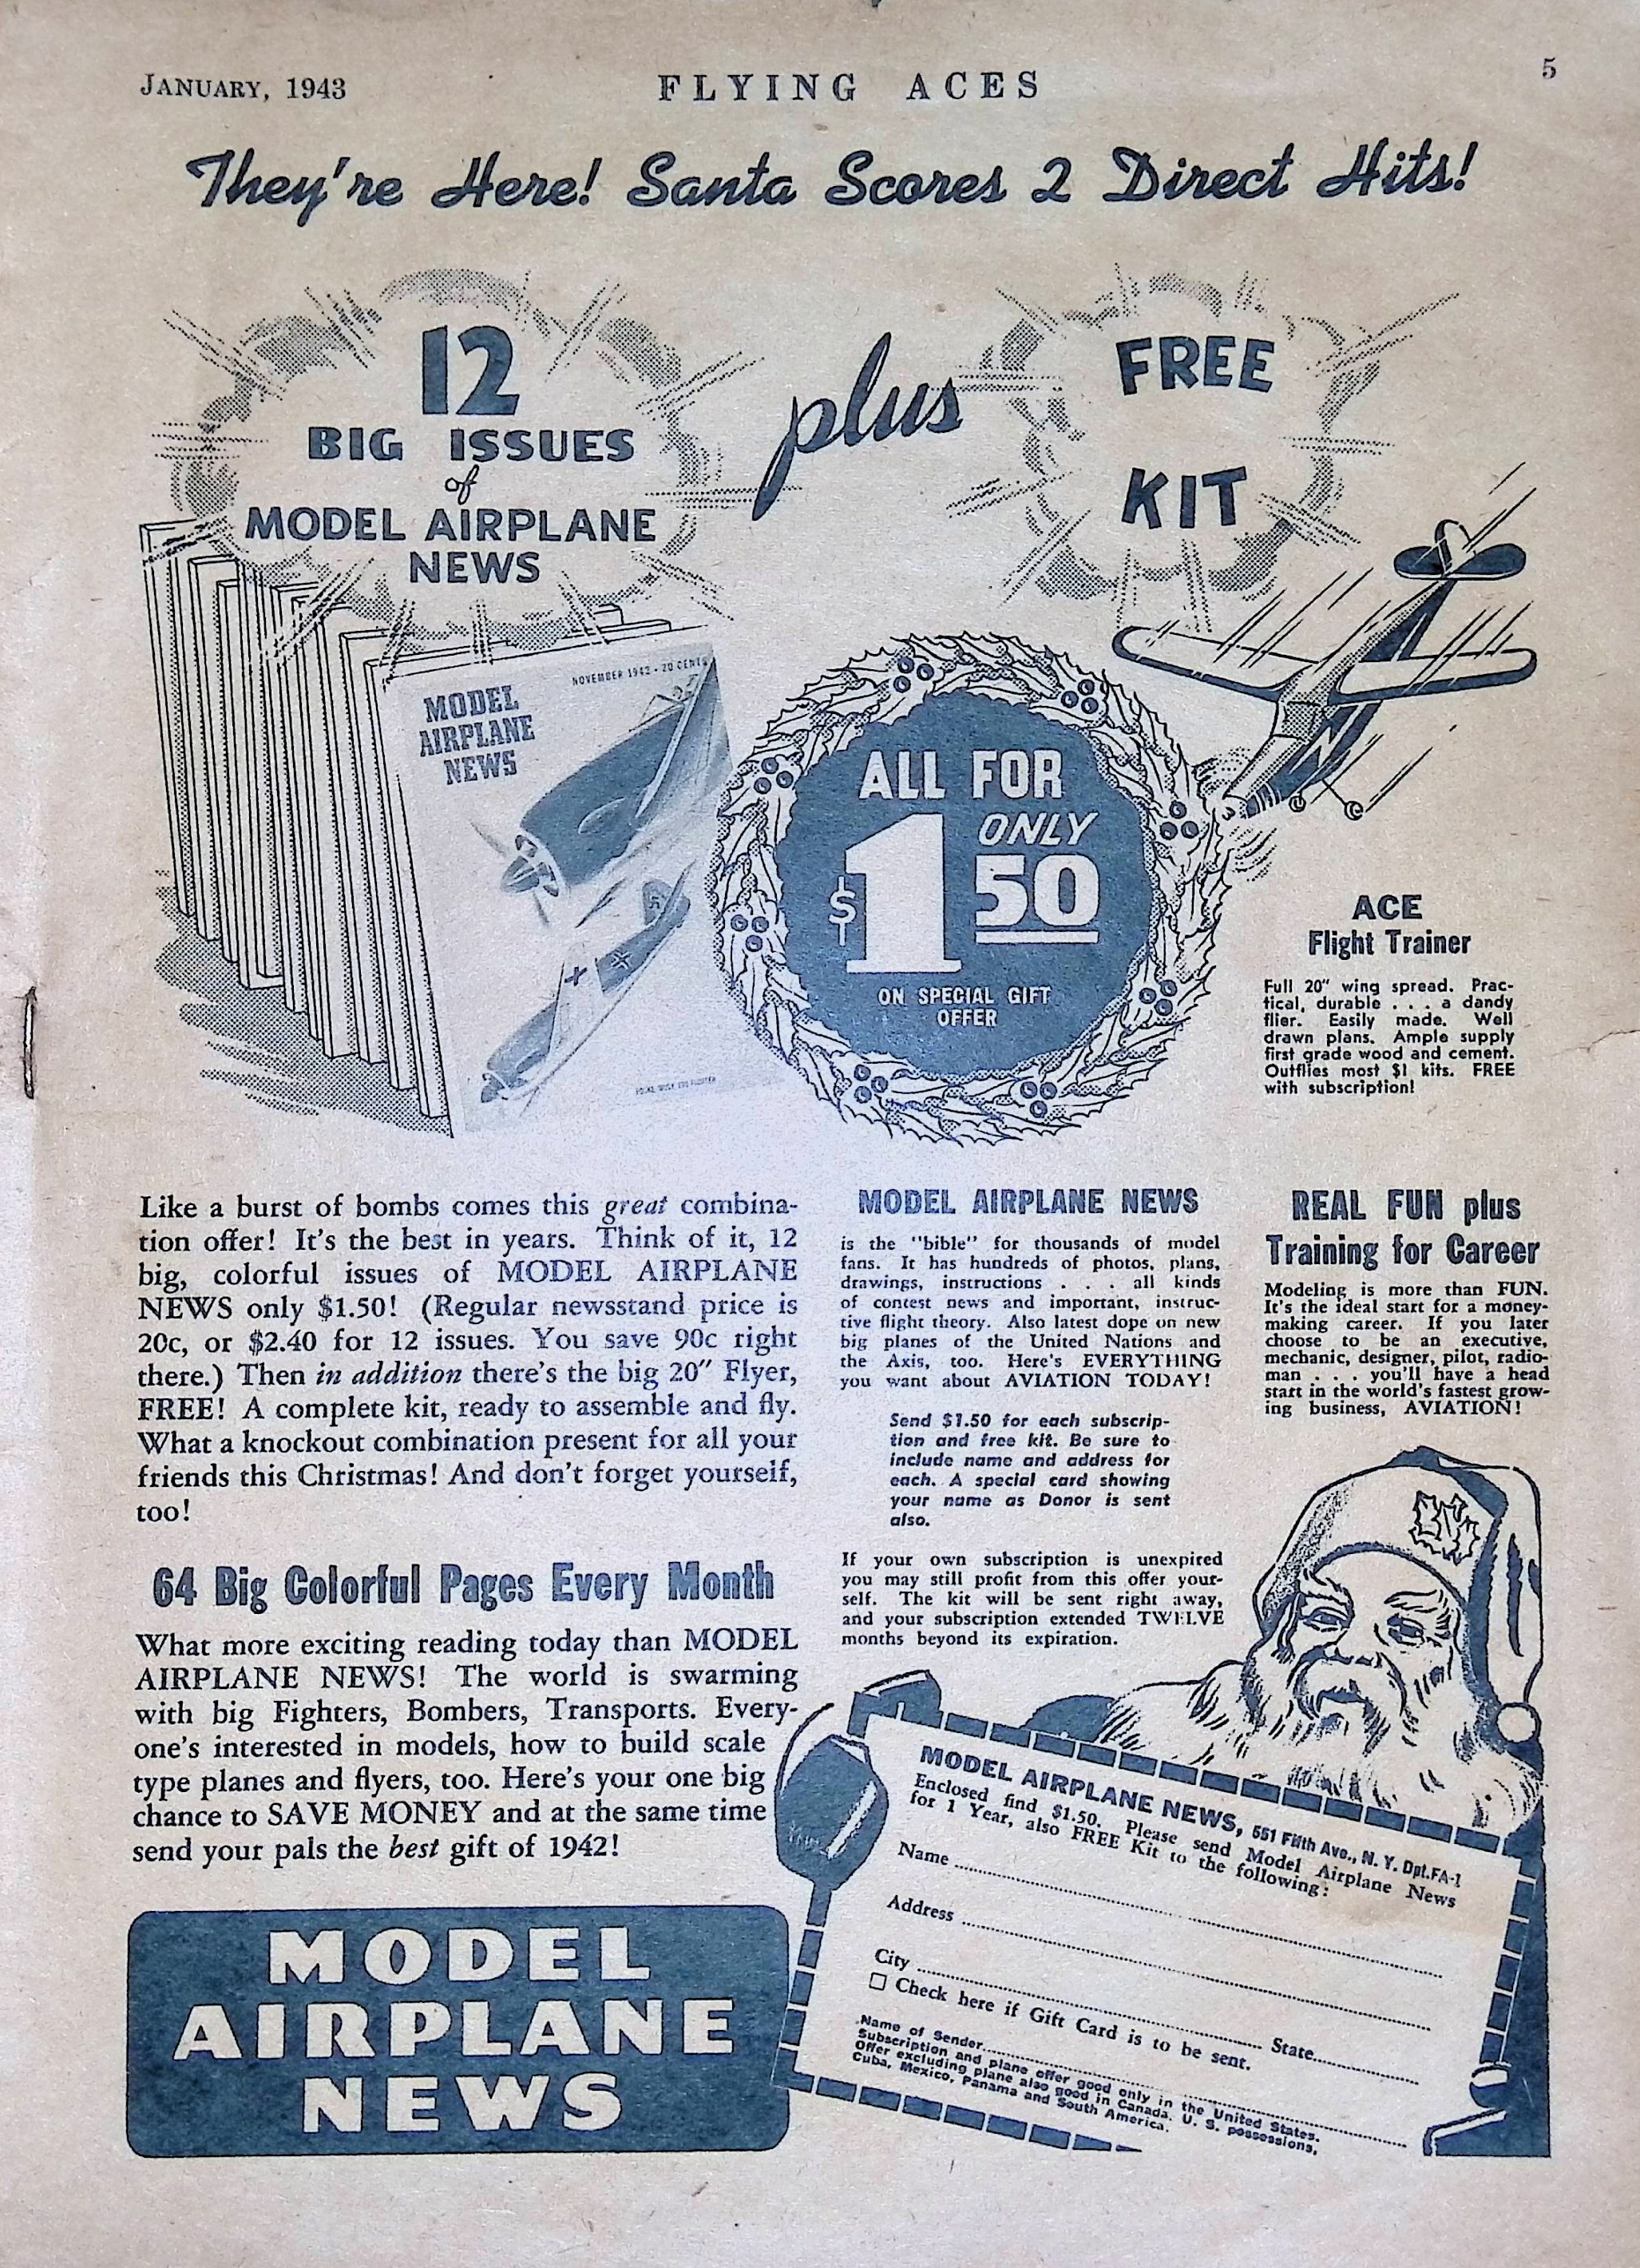 JANUARY, 1943
FLYING ACES
5
They're Here! Santa Scores 2 Direct Hits!
12
BIG ISSUES
of
MODEL AIRPLANE
NEWS
plus
FREE
KIT
NOVEMBER 1942 · 20 CENTS
MODEL
AIRPLANE
NEWS
ALL FOR
ONLY
$1 50
ON SPECIAL GIFT
OFFER
ACE
Flight Trainer
Full 20″ wing spread. Prac-
tical, durable . . . a dandy
flier. Easily made. Well
drawn plans. Ample supply
first grade wood and cement.
Outflies most $1 kits. FREE
with subscription!
Like a burst of bombs comes this great combina-
tion offer! It's the best in years. Think of it, 12
big, colorful issues of MODEL AIRPLANE
NEWS only $1.50! (Regular newsstand price is
20c, or $2.40 for 12 issues. You save 90c right
there.) Then in addition there's the big 20″ Flyer,
FREE! A complete kit, ready to assemble and fly.
What a knockout combination present for all your
friends this Christmas! And don't forget yourself,
too!
64 Big Colorful Pages Every Month
What more exciting reading today than MODEL
AIRPLANE NEWS! The world is swarming
with big Fighters, Bombers, Transports. Every-
one's interested in models, how to build scale
type planes and flyers, too. Here's your one big
chance to SAVE MONEY and at the same time
send your pals the best gift of 1942!
MODEL
AIRPLANE
NEWS
MODEL AIRPLANE NEWS
is the "bible" for thousands of model
fans. It has hundreds of photos, plans,
drawings, instructions . . . all kinds
of contest news and important, instruc-
tive flight theory. Also latest dope on new
big planes of the United Nations and
the Axis, too. Here's EVERYTHING
you want about AVIATION TODAY!
Send $1.50 for each subscrip-
tion and free kit. Be sure to
include name and address for
each. A special card showing
your name as Donor is sent
also.
If your own subscription is unexpired
you may still profit from this offer your-
self. The kit will be sent right away,
and your subscription extended TWELVE
months beyond its expiration.
REAL FUN plus
Training for Career
Modeling is more than FUN.
It's the ideal start for a money-
making career. If you later
choose to be an executive,
mechanic, designer, pilot, radio-
man . . . you'll have a head
start in the world's fastest grow-
ing business, AVIATION!
MODEL AIRPLANE NEWS, 551 Fifth Ave., N. Y. Dpt.FA-1
Enclosed find $1.50. Please send Model Airplane News
for 1 Year, also FREE Kit to the following:
Name
Address
City State
☐ Check here if Gift Card is to be sent.
Name of Sender
Subscription and plane offer good only in the United States.
Offer excluding plane also good in Canada, U. S. possessions,
Cuba, Mexico, Panama and South America.